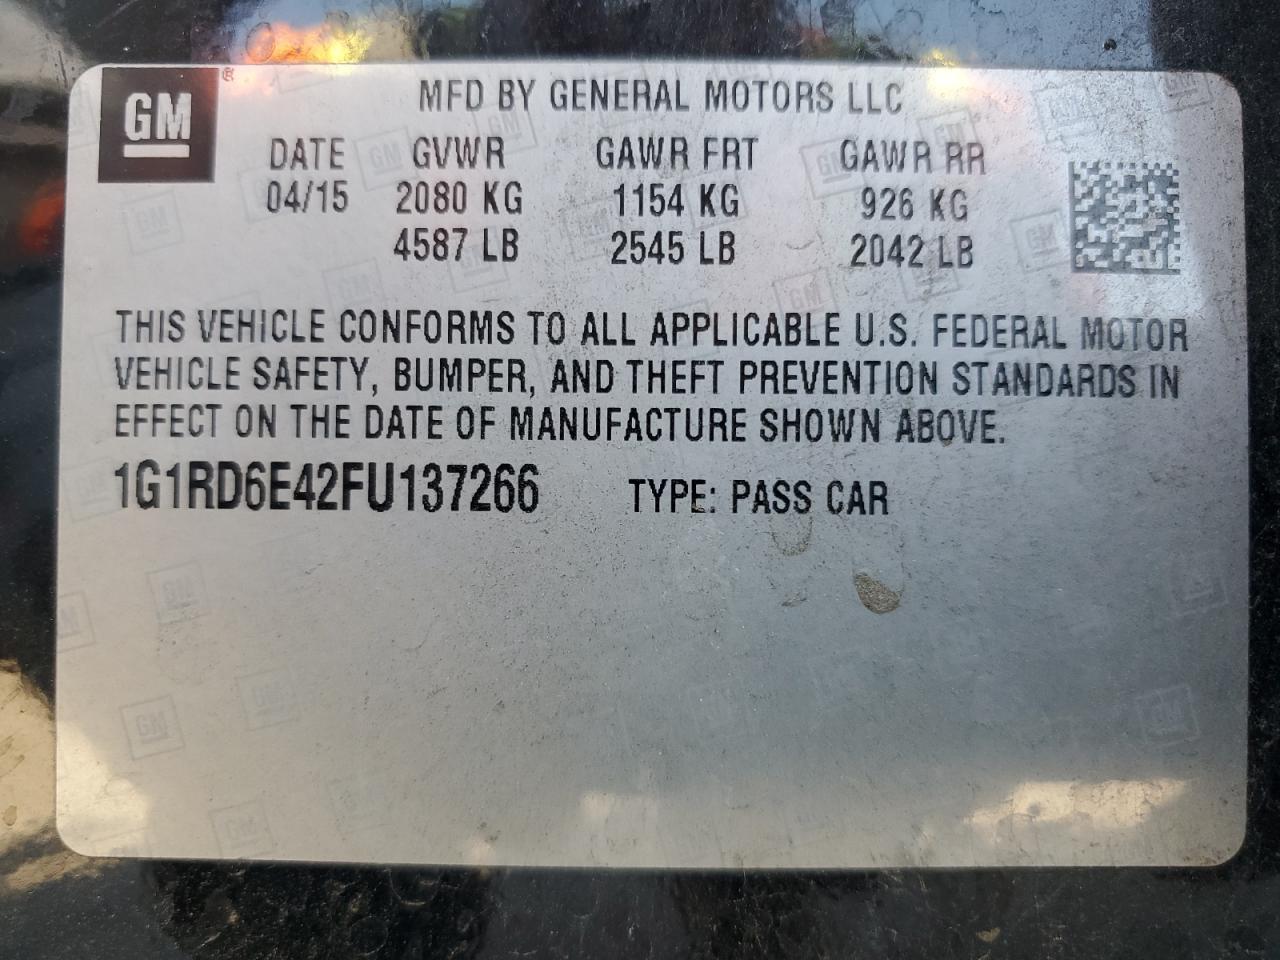 GM
MFD BY GENERAL MOTORS LLC
DATE GVWR GAWR FRT GAWR RR
04/15 2080 KG 1154 KG 926 KG
4587 LB 2545 LB 2042 LB
THIS VEHICLE CONFORMS TO ALL APPLICABLE U.S. FEDERAL MOTOR
VEHICLE SAFETY, BUMPER, AND THEFT PREVENTION STANDARDS IN
EFFECT ON THE DATE OF MANUFACTURE SHOWN ABOVE.
1G1RD6E42FU137266 TYPE: PASS CAR